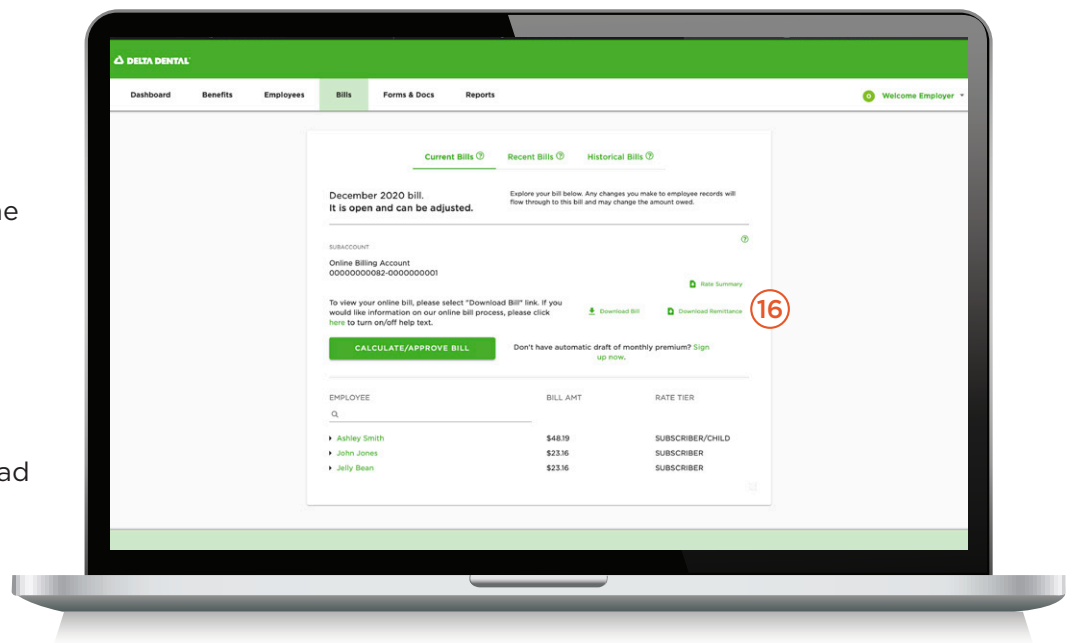 DELTA DENTAL
Dashboard Benefits Employees Bills Forms & Docs Reports Welcome Employer
Current Bills Recent Bills Historical Bills
December 2020 bill.
It is open and can be adjusted.
Explore your bill below. Any changes you make to employee records will
flow through to this bill and may change the amount owed.
SUBACCOUNT
Online Billing Account
00000000082-0000000001
Rate Summary
To view your online bill, please select "Download Bill" link. If you
would like information on our online bill process, please click
here to turn on/off help text.
Download Bill Download Remittance 16
CALCULATE/APPROVE BILL
Don't have automatic draft of monthly premium? Sign
up now.
EMPLOYEE BILL AMT RATE TIER
Ashley Smith $48.19 SUBSCRIBER/CHILD
John Jones $23.16 SUBSCRIBER
Jelly Bean $23.16 SUBSCRIBER